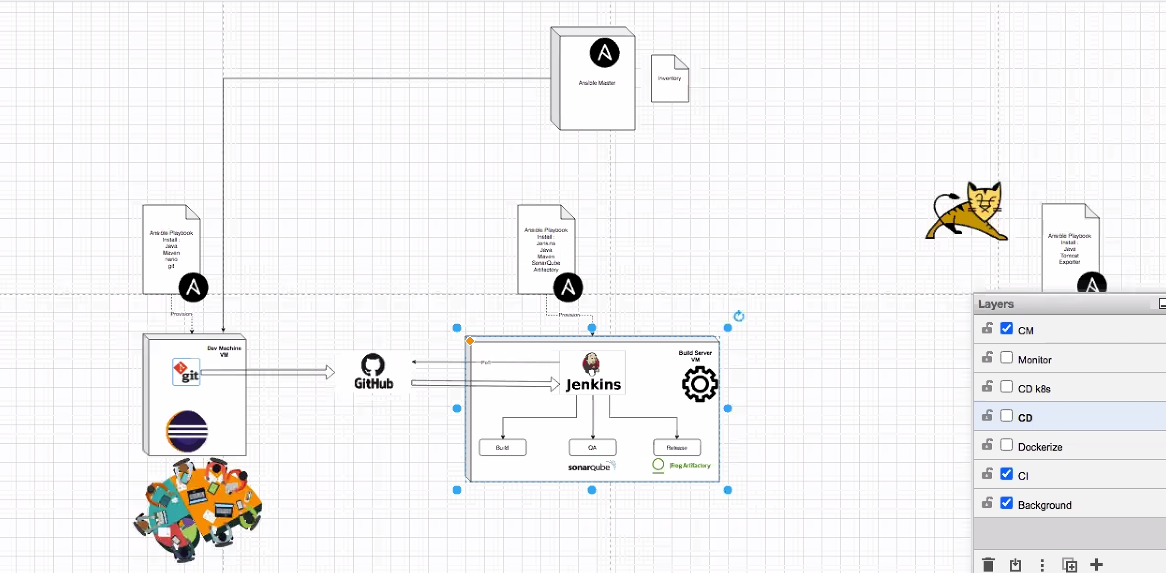 Ansible Master
Inventory
Ansible Playbook
Install :
Java
Maven
nano
git
Provision
Ansible Playbook
Install :
Jenkins
Java
Maven
SonarQube
Artifactory
Provision
Ansible Playbook
Install :
Java
Tomcat
Exporter
Dev Machine
VM
git
GitHub
Pull
Jenkins
Build Server
VM
Build
QA
Release
sonarqube
JFrog Artifactory
Layers
CM
Monitor
CD k8s
CD
Dockerize
CI
Background